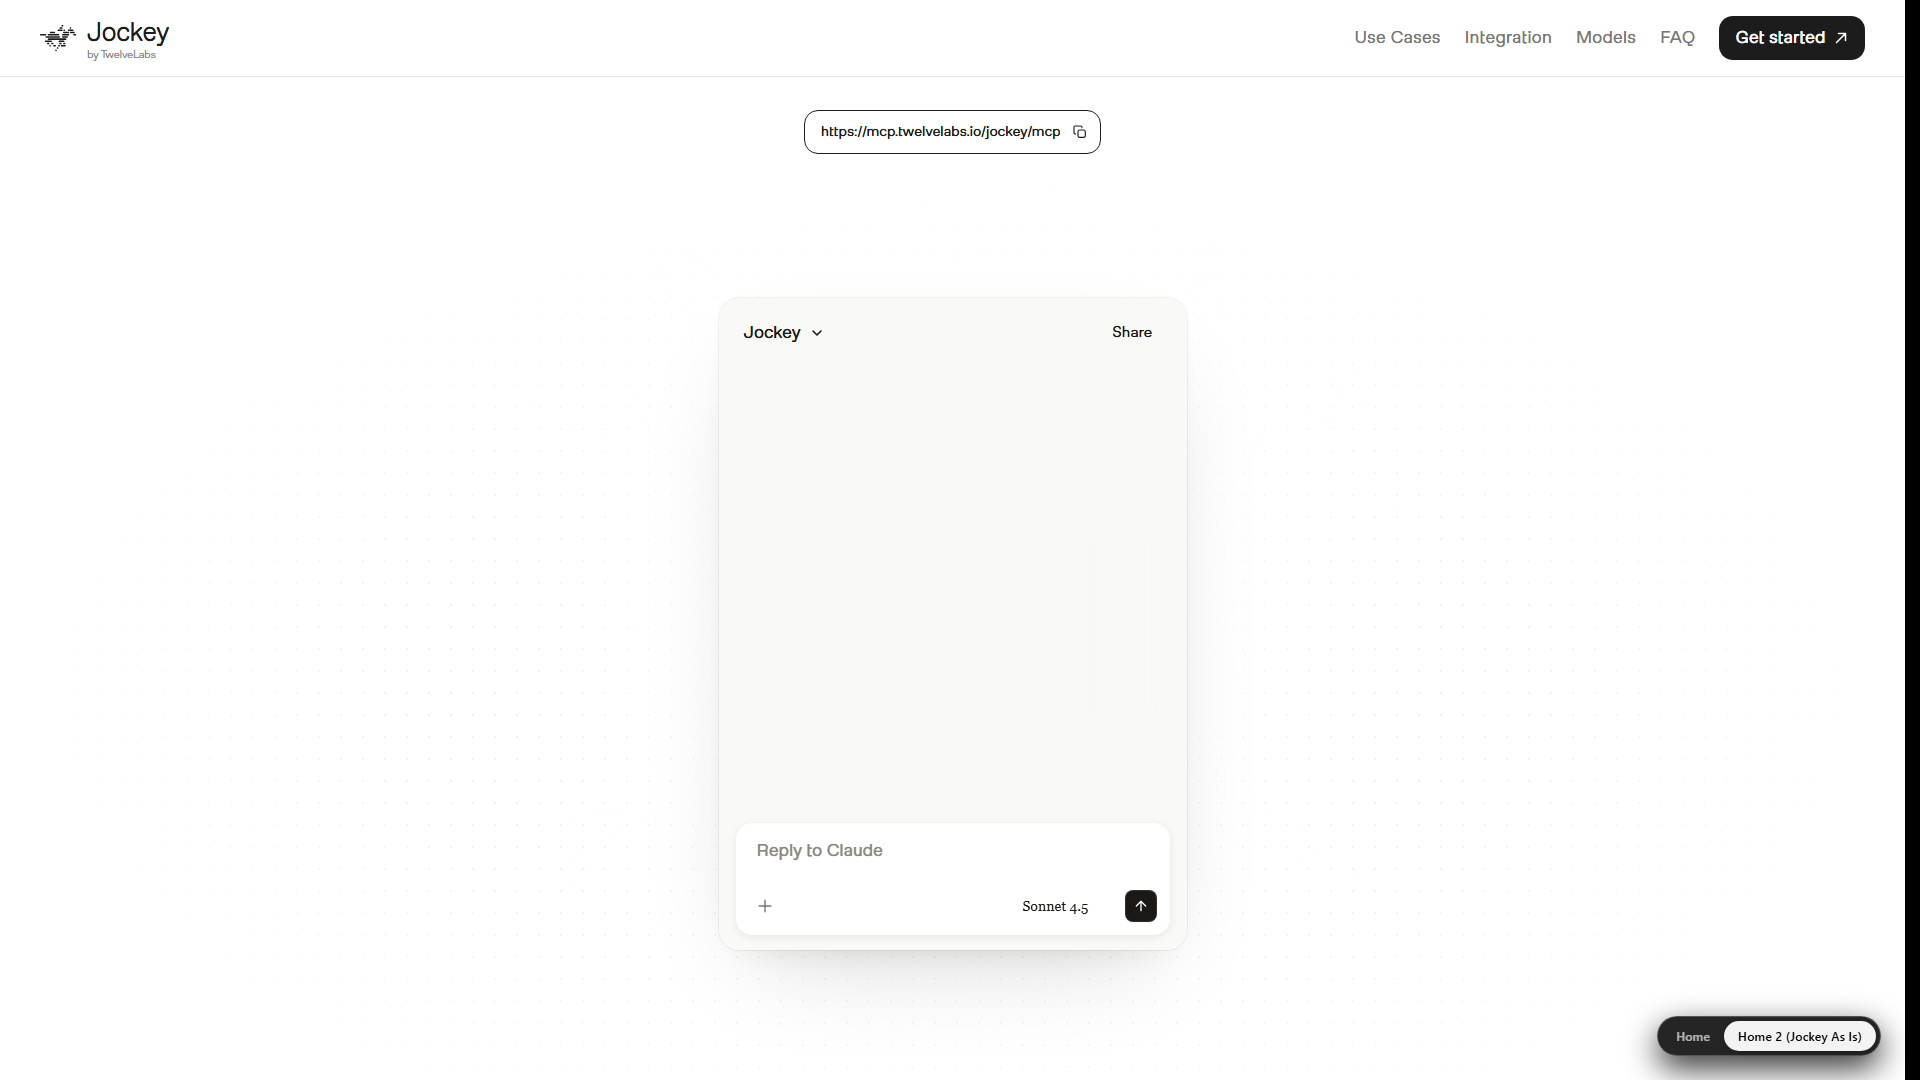 Jockey
by TwelveLabs
Use Cases
Integration
Models
FAQ
Get started
https://mcp.twelvelabs.io/jockey/mcp
Jockey
Share
Reply to Claude
Sonnet 4.5
Home
Home 2 (Jockey As Is)